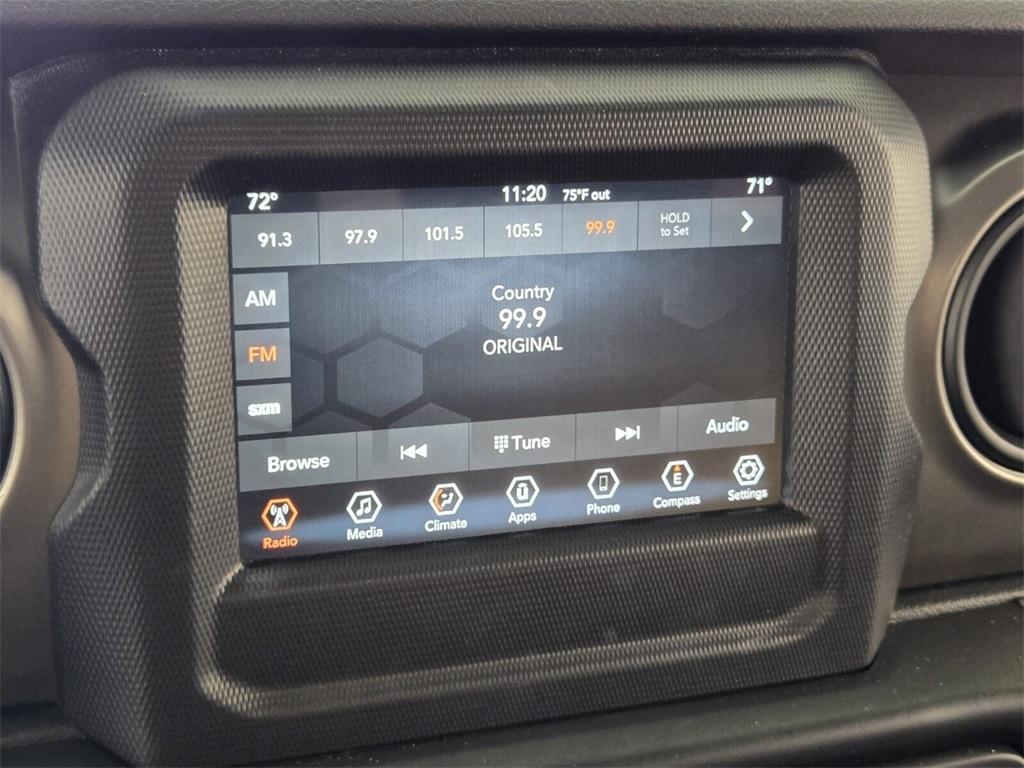 72° 11:20 75°F out 71°
91.3 97.9 101.5 105.5 99.9 HOLD
to Set
AM
FM
sxm
Country
99.9
ORIGINAL
Browse Tune Audio
Radio Media Climate Apps Phone Compass Settings
E